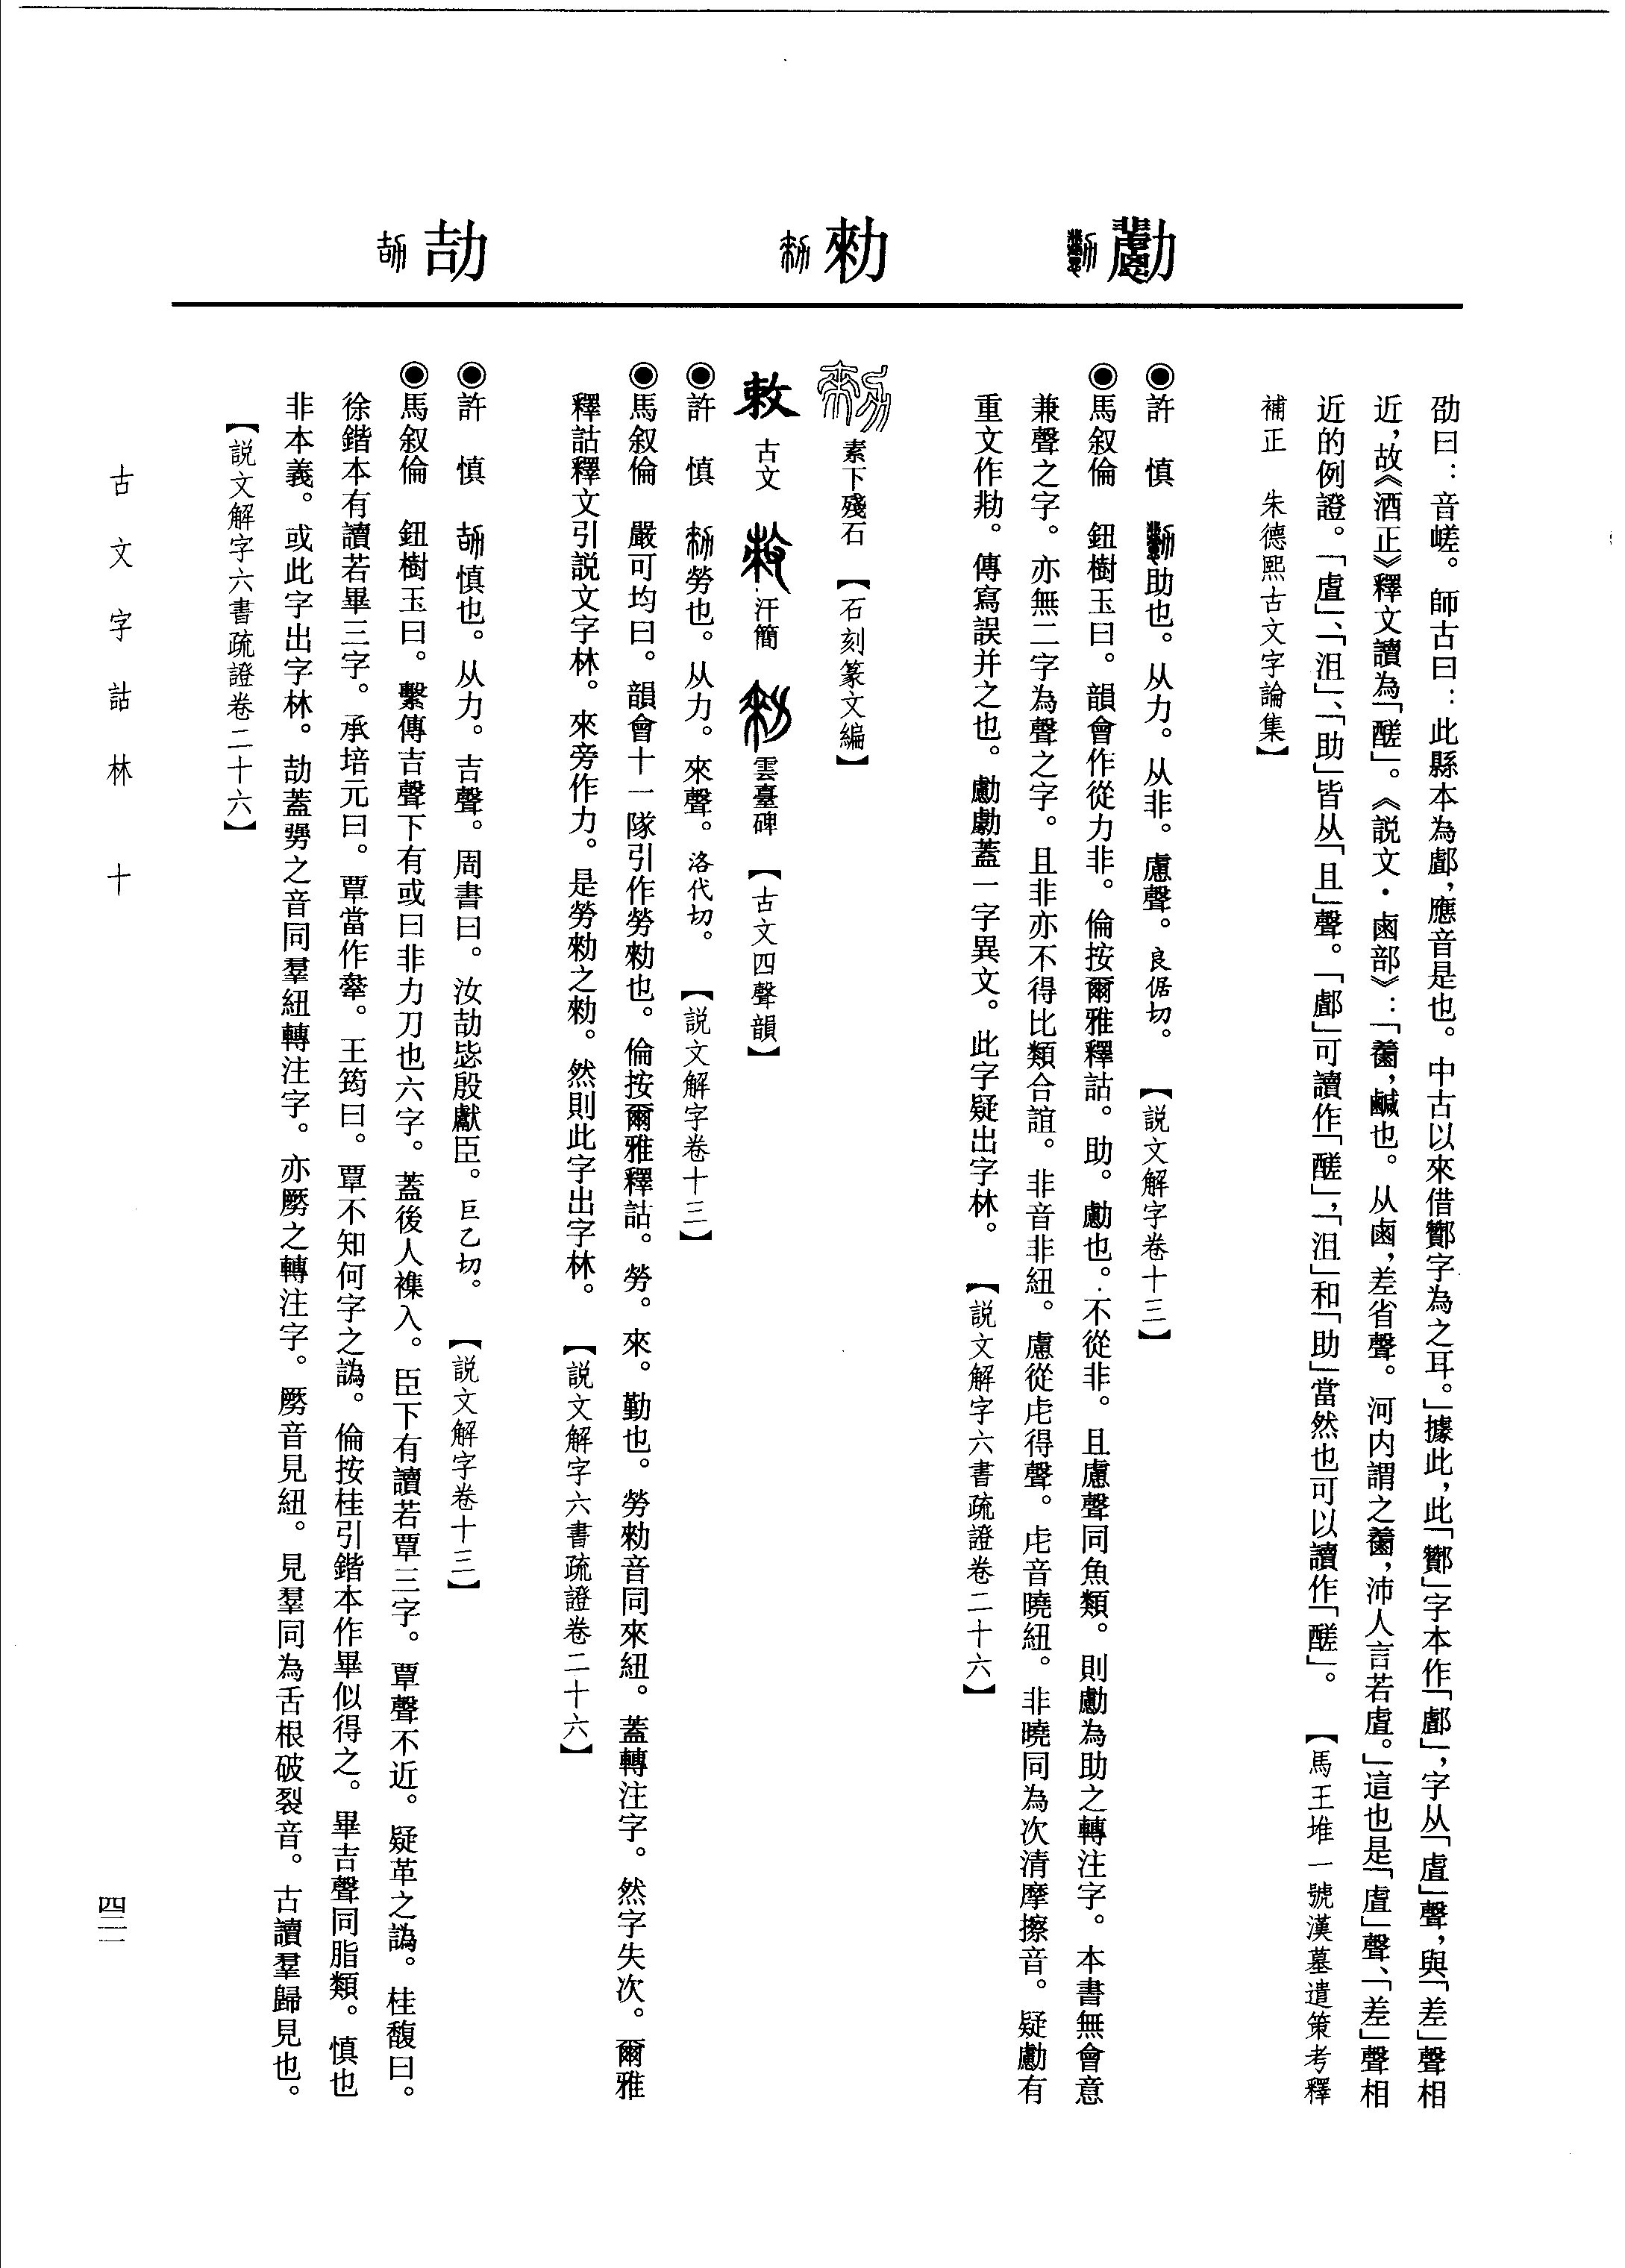 勴
勑
劼
劭曰：音嵯。師古曰：此縣本為𨞚，應音是也。中古以來借酇字為之耳。」據此，此「酇」字本作「𨞚」，字从「虘」聲，與「差」聲相
近，故《酒正》釋文讀為「醝」。《説文·鹵部》：「𪉹，鹹也。从鹵，差省聲。河内謂之𪉹，沛人言若虘。」這也是「虘」聲、「差」聲相
近的例證。「虘」、「沮」、「助」皆从「且」聲。「𨞚」可讀作「醝」，「沮」和「助」當然也可以讀作「醝」。　【馬王堆一號漢墓遣策考釋
補正　朱德熙古文字論集】
◉許　慎　助也。从力。从非。慮聲。良倨切。　【説文解字卷十三】
◉馬叙倫　鈕樹玉曰。韻會作從力非。倫按爾雅釋詁。助。勴也。不從非。且慮聲同魚類。則勴為助之轉注字。本書無會意
兼聲之字。亦無二字為聲之字。且非亦不得比類合誼。非音非紐。慮從虍得聲。虍音曉紐。非曉同為次清摩擦音。疑勴有
重文作。傳寫誤并之也。勴蓋一字異文。此字疑出字林。　【説文解字六書疏證卷二十六】
素下殘石　【石刻篆文編】
𢽟　古文　汗簡　雲臺碑　【古文四聲韻】
◉許　慎　勞也。从力。來聲。洛代切。　【説文解字卷十三】
◉馬叙倫　嚴可均曰。韻會十一隊引作勞勑也。倫按爾雅釋詁。勞。來。勤也。勞勑音同來紐。蓋轉注字。然字失次。爾雅
釋詁釋文引説文字林。來旁作力。是勞勑之勑。然則此字出字林。　【説文解字六書疏證卷二十六】
◉許　慎　慎也。从力。吉聲。周書曰。汝劼毖殷獻臣。巨乙切。　【説文解字卷十三】
◉馬叙倫　鈕樹玉曰。繫傳吉聲下有或曰非力刀也六字。蓋後人襍入。臣下有讀若覃三字。覃聲不近。疑革之譌。桂馥曰。
徐鍇本有讀若畢三字。承培元曰。覃當作㹂。王筠曰。覃不知何字之譌。倫按桂引鍇本作畢似得之。畢吉聲同脂類。慎也
非本義。或此字出字林。劼蓋勥之音同羣紐轉注字。亦勶之轉注字。勶音見紐。見羣同為舌根破裂音。古讀羣歸見也。
【説文解字六書疏證卷二十六】
古文字詁林　十
四二一